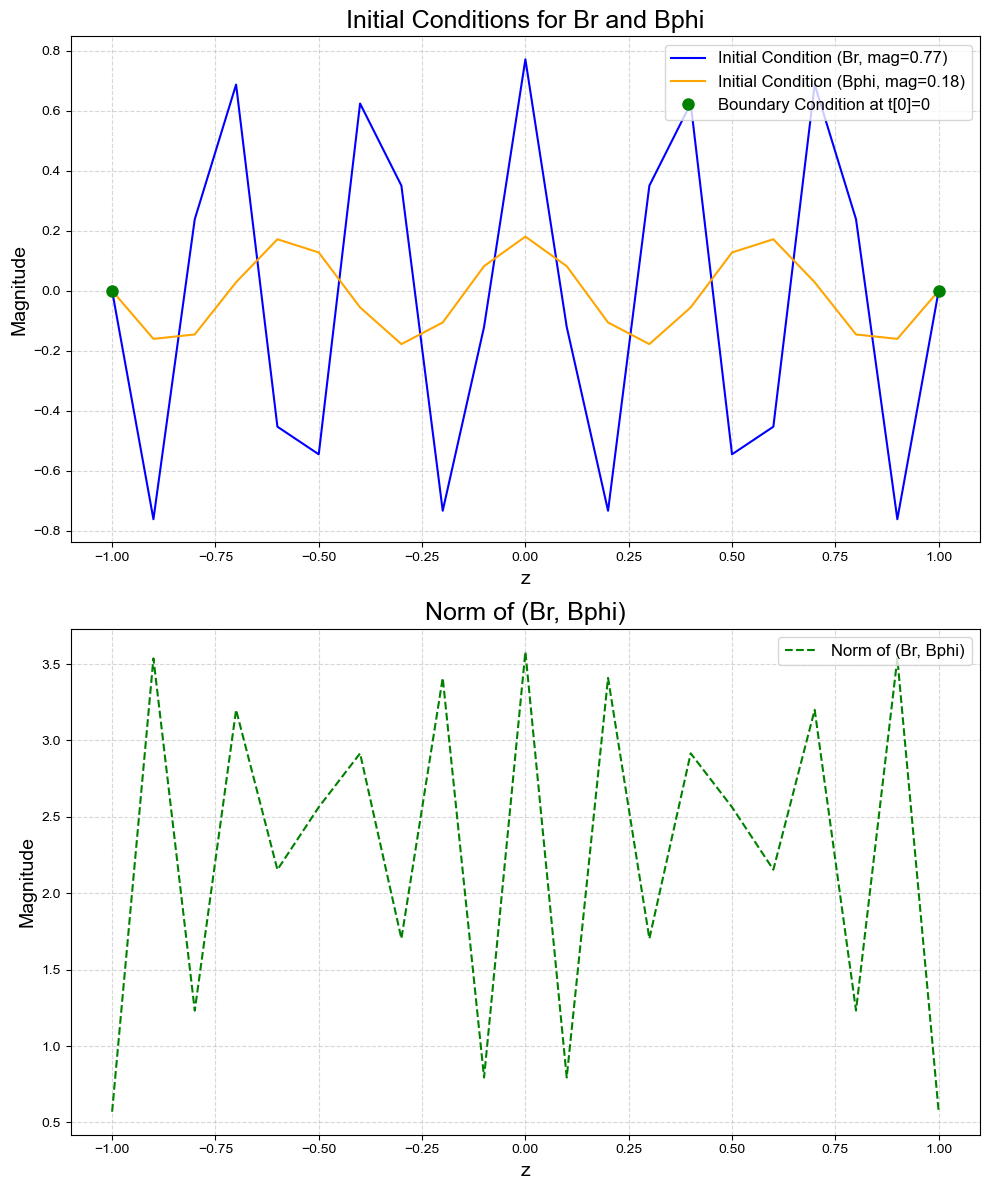 Initial Conditions for Br and Bphi
Initial Condition (Br, mag=0.77)
Initial Condition (Bphi, mag=0.18)
Boundary Condition at t[0]=0
Magnitude
0.8
0.6
0.4
0.2
0.0
−0.2
−0.4
−0.6
−0.8
−1.00 −0.75 −0.50 −0.25 0.00 0.25 0.50 0.75 1.00
z
Norm of (Br, Bphi)
Norm of (Br, Bphi)
Magnitude
3.5
3.0
2.5
2.0
1.5
1.0
0.5
−1.00 −0.75 −0.50 −0.25 0.00 0.25 0.50 0.75 1.00
z